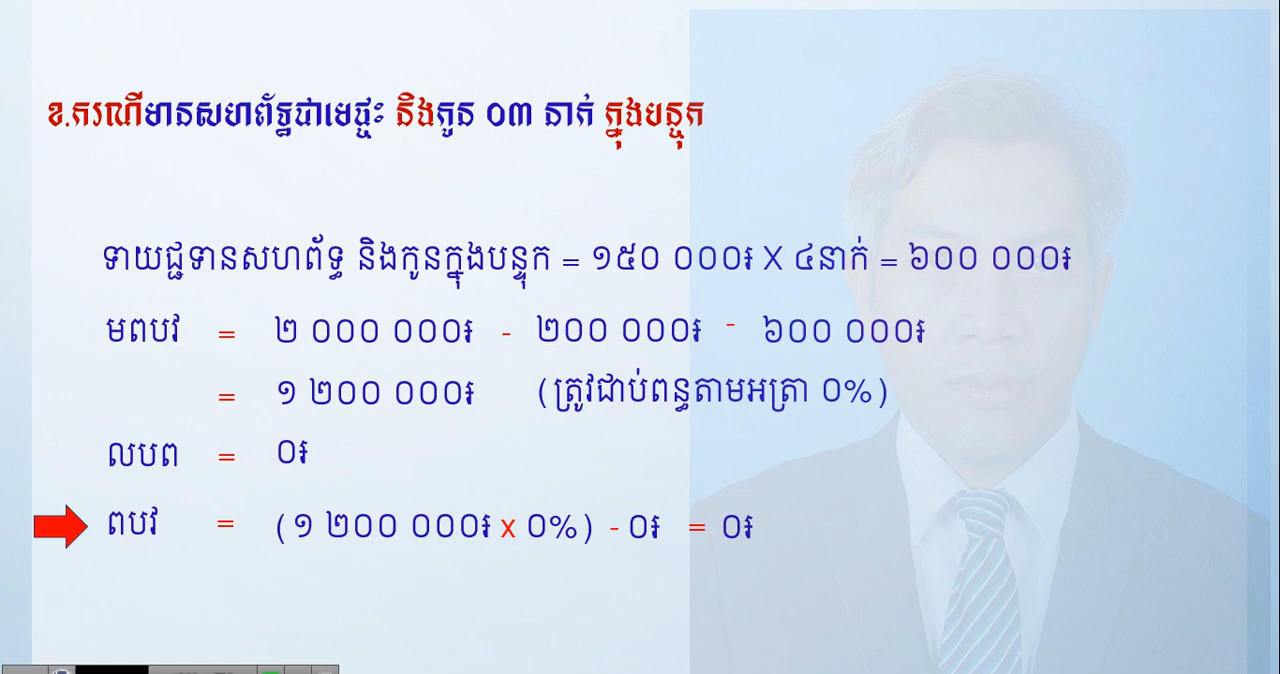 ខ.ករណីមានសហព័ទ្ធជាមេផ្ទះ និងកូន ០៣ នាក់ ក្នុងបន្ទុក
ទាយជ្ជទានសហព័ទ្ធ និងកូនក្នុងបន្ទុក = ១៥០ ០០០៛ X ៤នាក់ = ៦០០ ០០០៛
មពបវ = ២ ០០០ ០០០៛ - ២០០ ០០០៛ - ៦០០ ០០០៛
= ១ ២០០ ០០០៛ (ត្រូវជាប់ពន្ធតាមអត្រា ០%)
លបព = ០៛
ពបវ = (១ ២០០ ០០០៛ x ០%) - ០៛ = ០៛